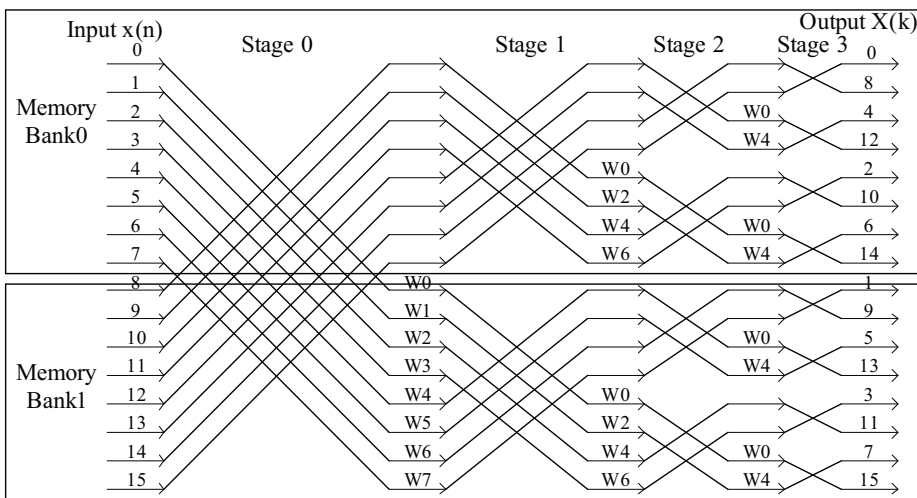 Input x(n) Stage 0 Stage 1 Stage 2 Stage 3 Output X(k)
0 0
1 8
Memory
Bank0
2 W0 4
3 W4 12
4 W0 2
5 W2 10
6 W4 W0 6
7 W6 W4 14
8 W0 1
9 W1 9
10 W2 W0 5
11 W3 W4 13
Memory
Bank1
12 W4 W0 3
13 W5 W2 11
14 W6 W4 W0 7
15 W7 W6 W4 15